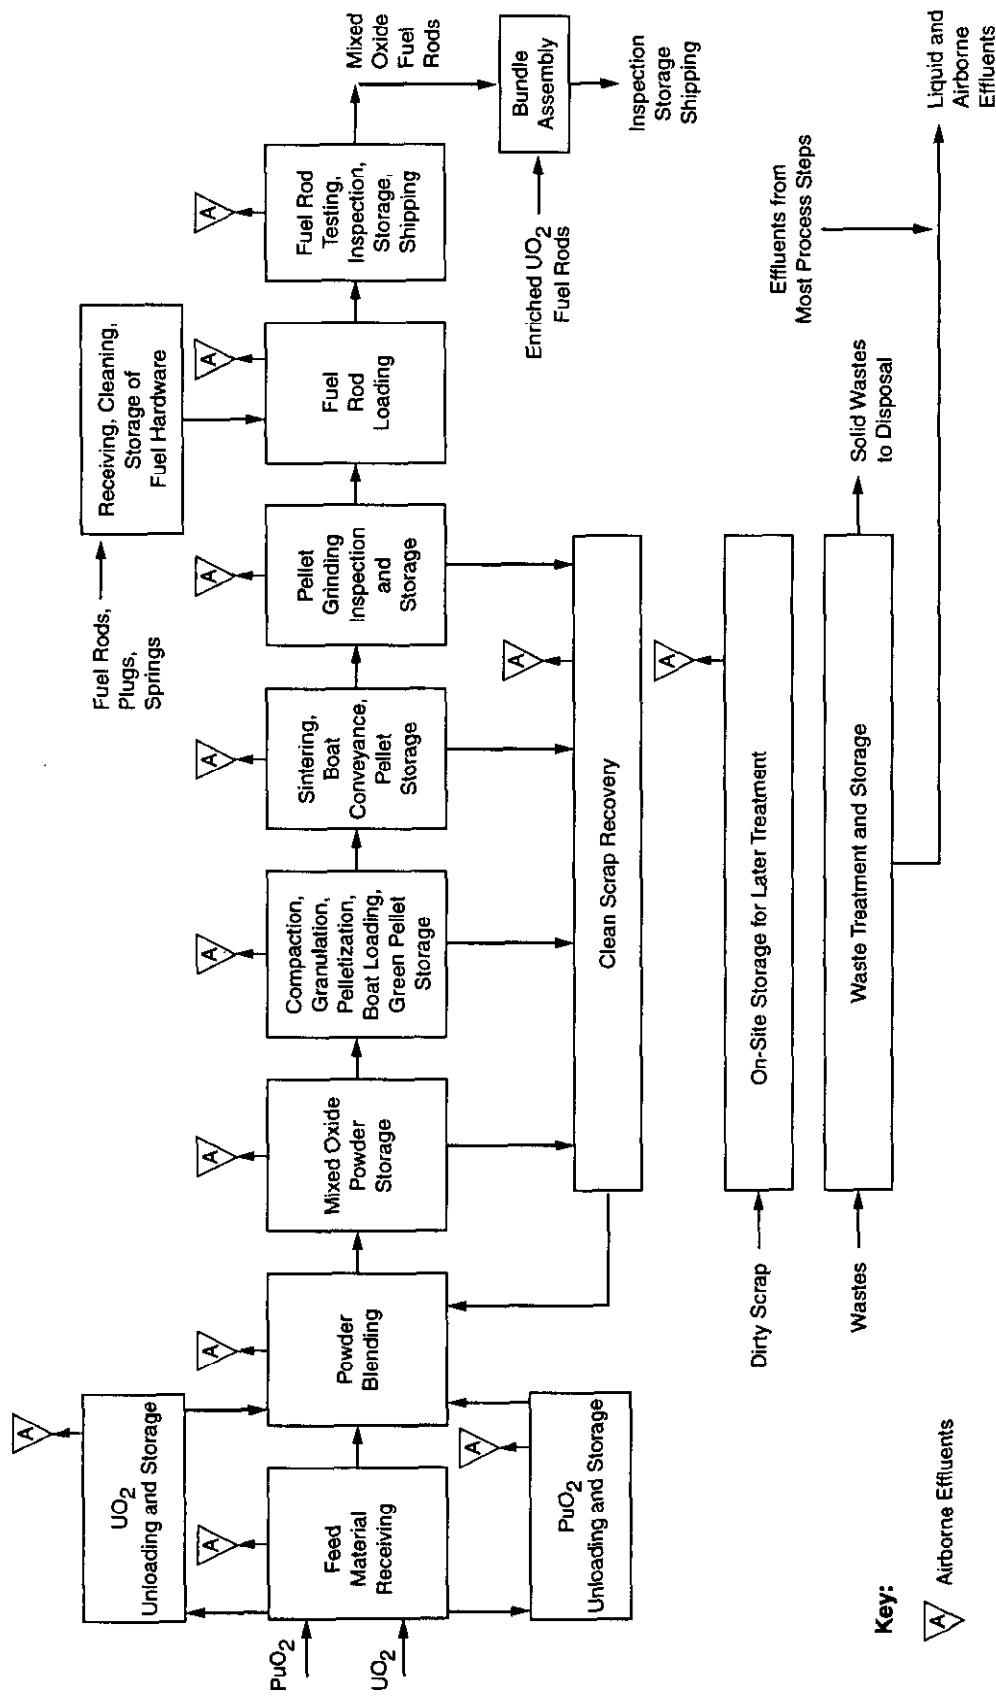 UO2
Unloading and Storage
A
PuO2
UO2
Feed
Material
Receiving
A
PuO2
Unloading and Storage
A
Powder
Blending
A
Mixed Oxide
Powder
Storage
A
Compaction,
Granulation,
Pelletization,
Boat Loading,
Green Pellet
Storage
A
Sintering,
Boat
Conveyance,
Pellet
Storage
A
Pellet
Grinding
Inspection
and
Storage
A
Fuel Rods,
Plugs,
Springs
Receiving, Cleaning,
Storage of
Fuel Hardware
Fuel
Rod
Loading
A
Fuel Rod
Testing,
Inspection,
Storage,
Shipping
A
Mixed
Oxide
Fuel
Rods
Enriched UO2
Fuel Rods
Bundle
Assembly
Inspection
Storage
Shipping
Clean Scrap Recovery
A
Dirty Scrap
On-Site Storage for Later Treatment
A
Wastes
Waste Treatment and Storage
Solid Wastes
to Disposal
Effluents from
Most Process Steps
Liquid and
Airborne
Effluents
Key:
A
Airborne Effluents